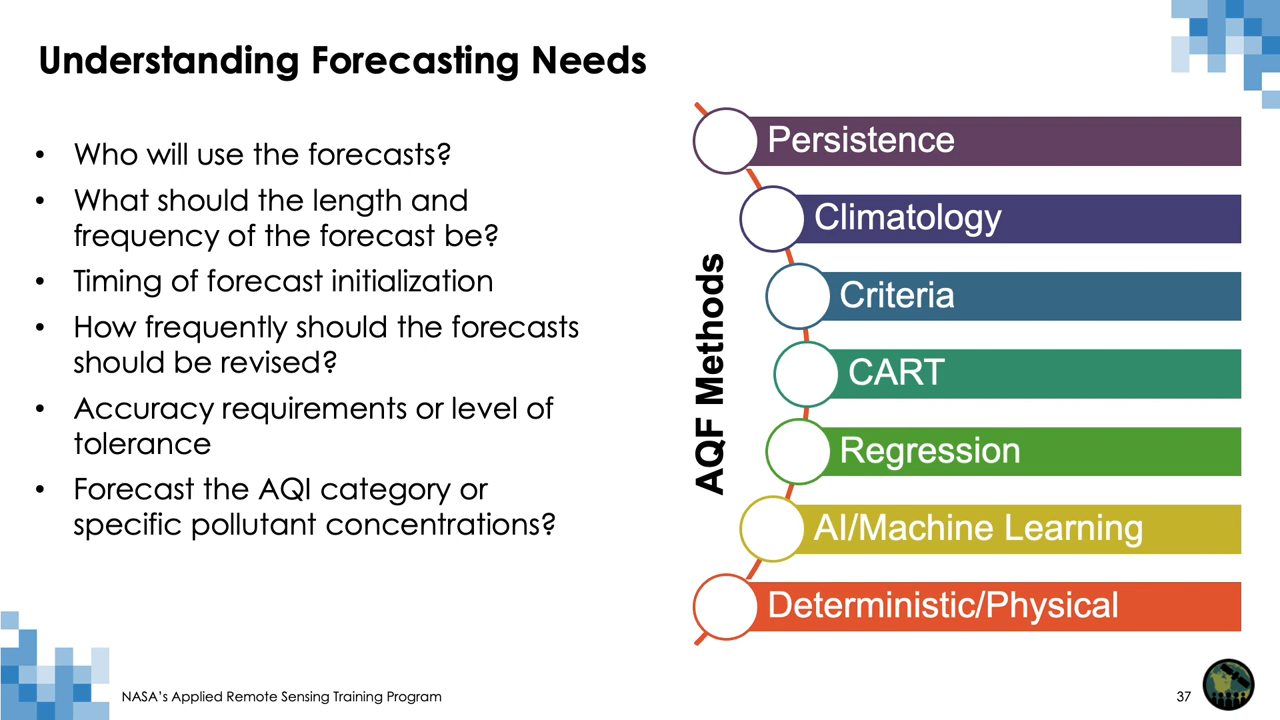 Understanding Forecasting Needs
• Who will use the forecasts?
• What should the length and
frequency of the forecast be?
• Timing of forecast initialization
• How frequently should the forecasts
should be revised?
• Accuracy requirements or level of
tolerance
• Forecast the AQI category or
specific pollutant concentrations?
AQF Methods
Persistence
Climatology
Criteria
CART
Regression
AI/Machine Learning
Deterministic/Physical
NASA's Applied Remote Sensing Training Program
37